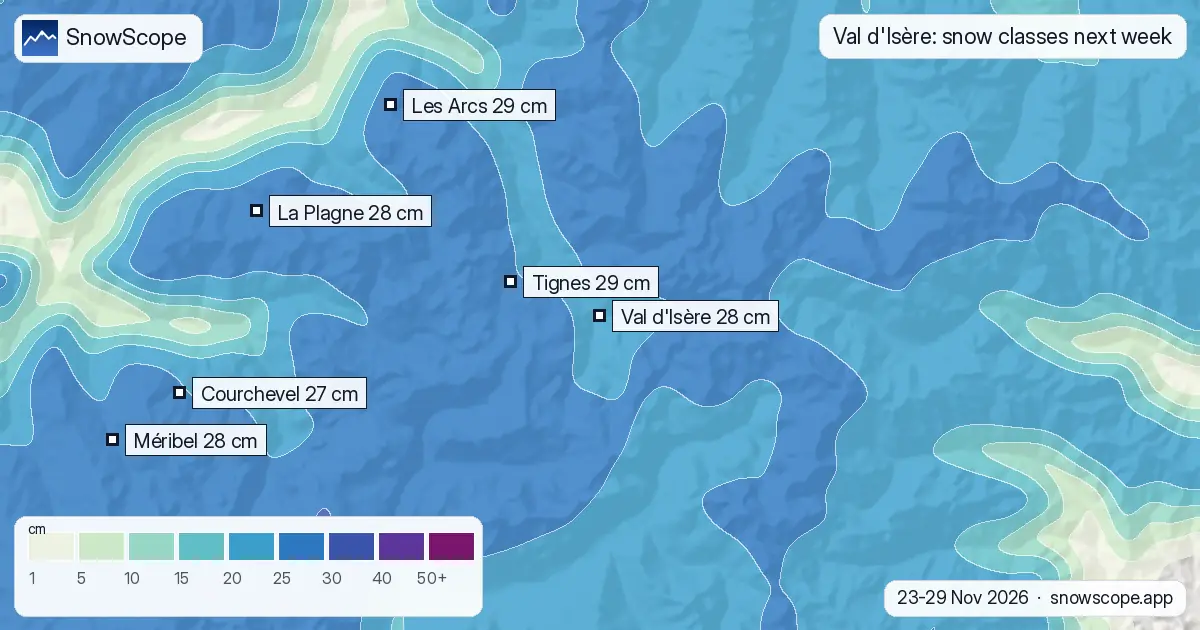 SnowScope
Val d'Isère: snow classes next week
Les Arcs 29 cm
La Plagne 28 cm
Tignes 29 cm
Val d'Isère 28 cm
Courchevel 27 cm
Méribel 28 cm
cm
1 5 10 15 20 25 30 40 50+
23-29 Nov 2026 · snowscope.app